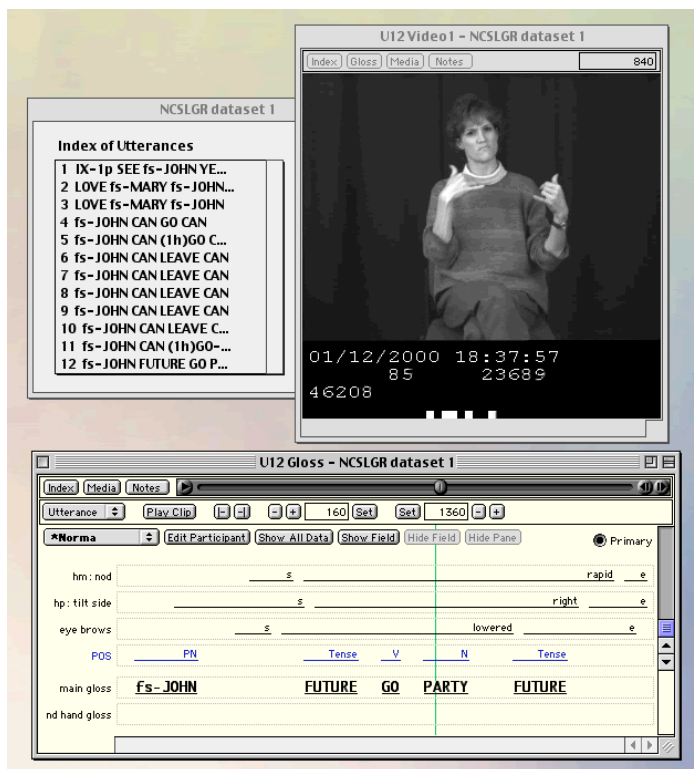 U12 Video1 - NCSLGR dataset 1
Index Gloss Media Notes 840
NCSLGR dataset 1
Index of Utterances
1 IX-1p SEE fs-JOHN YE...
2 LOVE fs-MARY fs-JOHN...
3 LOVE fs-MARY fs-JOHN
4 fs-JOHN CAN GO CAN
5 fs-JOHN CAN (1h)GO C...
6 fs-JOHN CAN LEAVE CAN
7 fs-JOHN CAN LEAVE CAN
8 fs-JOHN CAN LEAVE CAN
9 fs-JOHN CAN LEAVE CAN
10 fs-JOHN CAN LEAVE C...
11 fs-JOHN CAN (1h)GO-...
12 fs-JOHN FUTURE GO P...
01/12/2000 18:37:57
85 23689
46208
U12 Gloss - NCSLGR dataset 1
Index Media Notes
Utterance Play Clip 160 Set Set 1360
*Norma Edit Participant Show All Data Show Field Hide Field Hide Pane Primary
hm: nod s rapid e
hp: tilt side s right e
eye brows s lowered e
POS PN Tense V N Tense
main gloss fs-JOHN FUTURE GO PARTY FUTURE
nd hand gloss